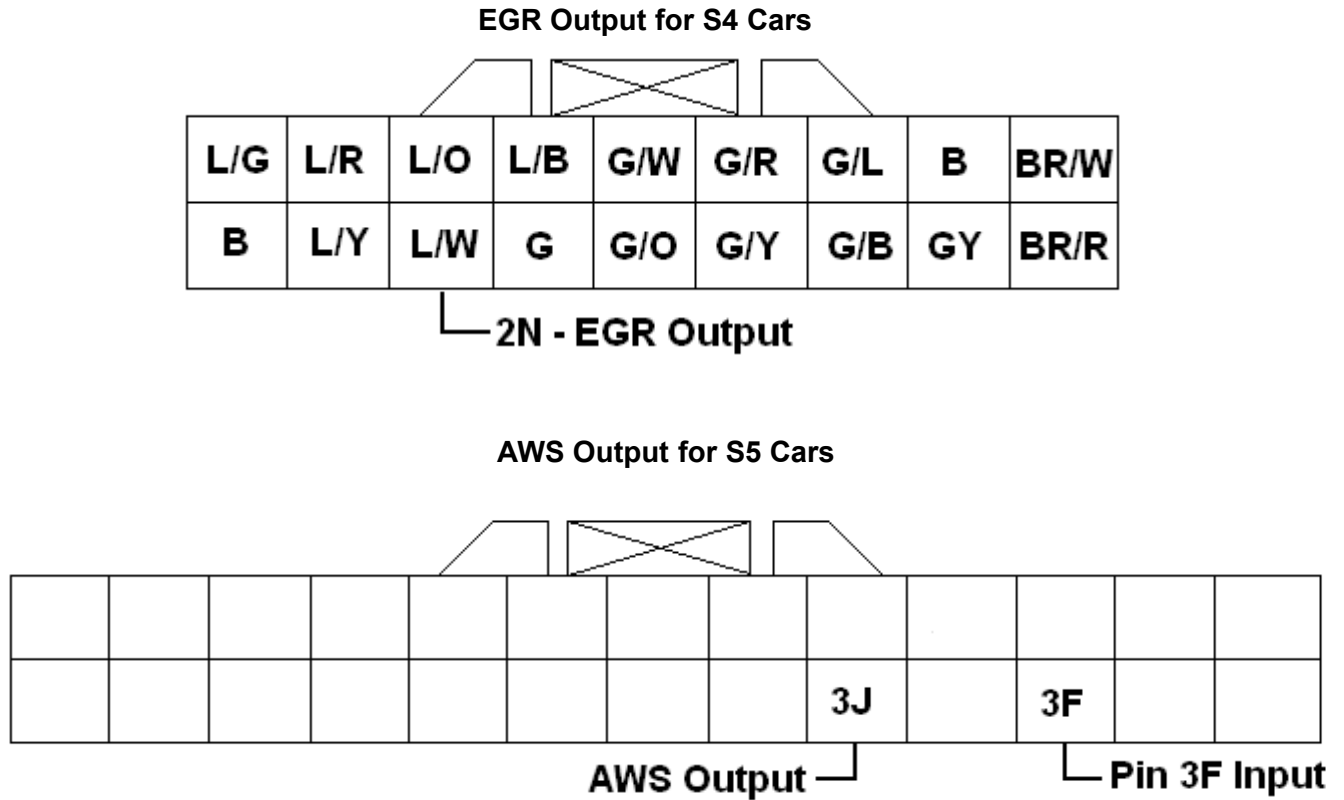 EGR Output for S4 Cars
L/G L/R L/O L/B G/W G/R G/L B BR/W
B L/Y L/W G G/O G/Y G/B GY BR/R
2N - EGR Output
AWS Output for S5 Cars
3J 3F
AWS Output Pin 3F Input